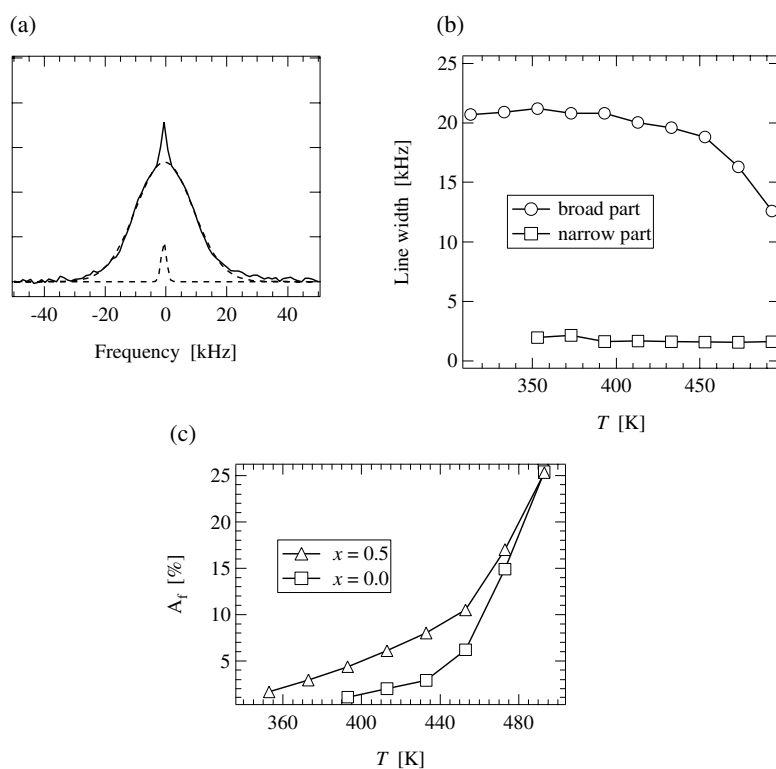 (a)
-40 -20 0 20 40
Frequency [kHz]
(b)
25
20
15
10
5
0
Line width [kHz]
broad part
narrow part
350 400 450
T [K]
(c)
25
20
15
10
5
A_f [%]
x = 0.5
x = 0.0
360 400 440 480
T [K]